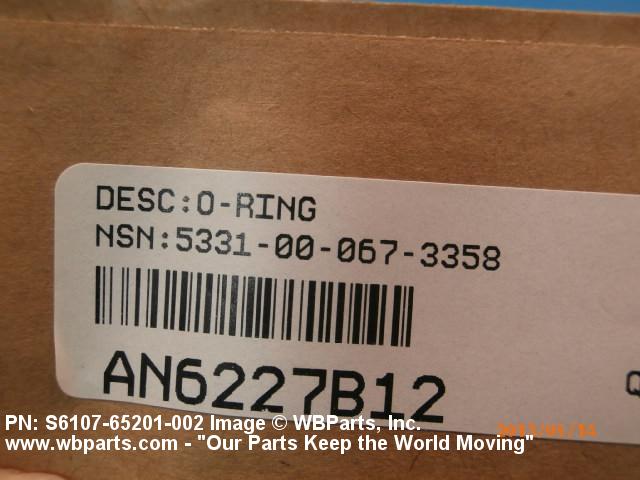 DESC:O-RING
NSN:5331-00-067-3358
AN6227B12
Q
PN: S6107-65201-002 Image © WBParts, Inc.
www.wbparts.com - "Our Parts Keep the World Moving"